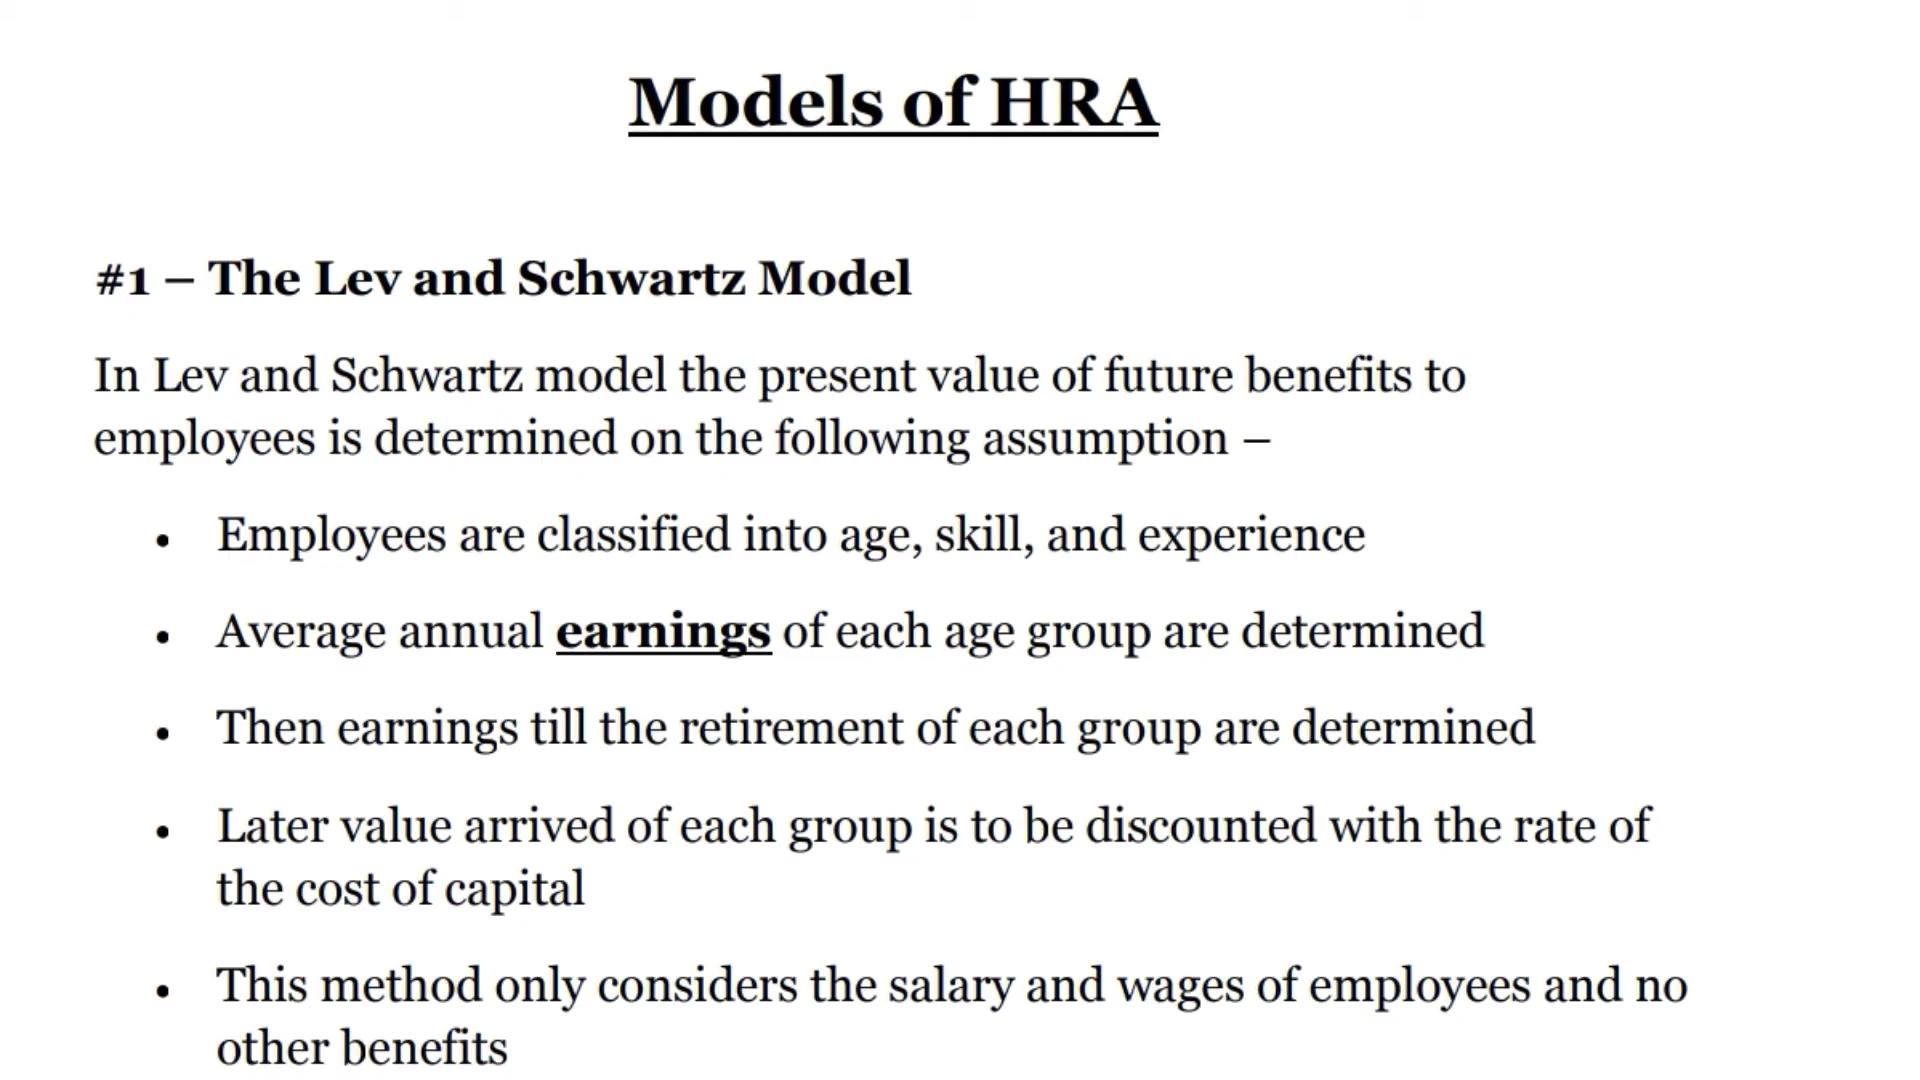 Models of HRA
#1 – The Lev and Schwartz Model
In Lev and Schwartz model the present value of future benefits to
employees is determined on the following assumption –
• Employees are classified into age, skill, and experience
• Average annual earnings of each age group are determined
• Then earnings till the retirement of each group are determined
• Later value arrived of each group is to be discounted with the rate of
the cost of capital
• This method only considers the salary and wages of employees and no
other benefits